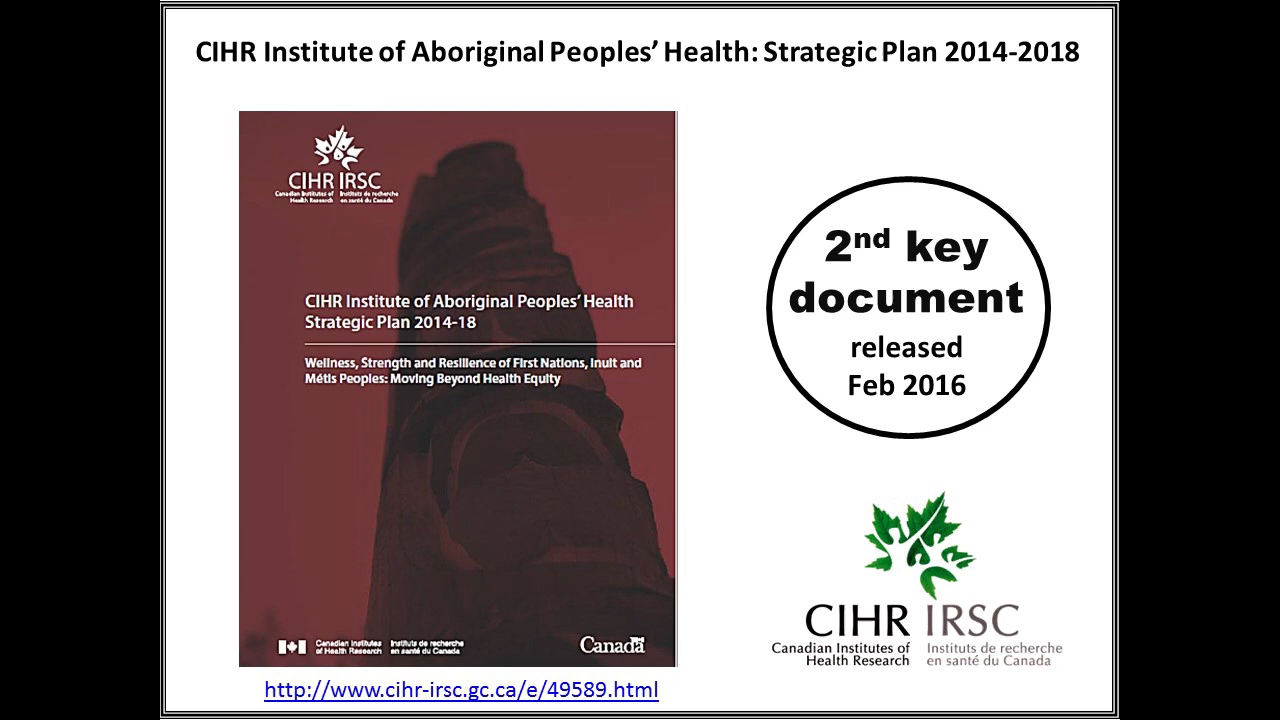 CIHR Institute of Aboriginal Peoples’ Health: Strategic Plan 2014-2018
CIHR IRSC
Canadian Institutes of Instituts de recherche
Health Research en santé du Canada
CIHR Institute of Aboriginal Peoples’ Health
Strategic Plan 2014-18
Wellness, Strength and Resilience of First Nations, Inuit and
Métis Peoples: Moving Beyond Health Equity
Canadian Institutes Instituts de recherche
of Health Research en santé du Canada
Canada
http://www.cihr-irsc.gc.ca/e/49589.html
2nd key
document
released
Feb 2016
CIHR IRSC
Canadian Institutes of Instituts de recherche
Health Research en santé du Canada